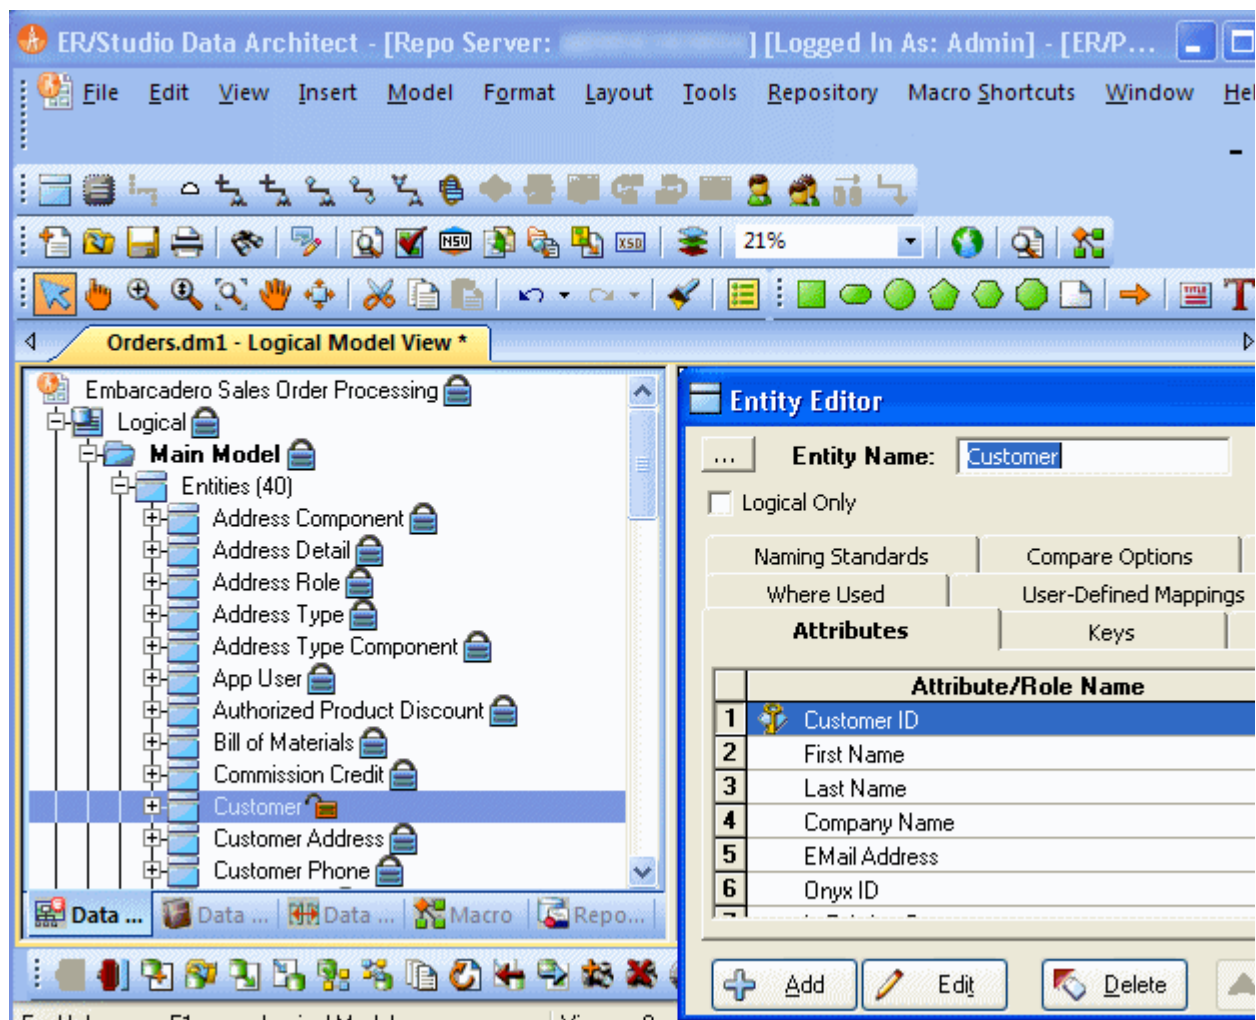 ER/Studio Data Architect - [Repo Server: ] [Logged In As: Admin] - [ER/P...
File Edit View Insert Model Format Layout Tools Repository Macro Shortcuts Window Hel
NSU XSD 21%
TITLE T
Orders.dm1 - Logical Model View *
Embarcadero Sales Order Processing
Logical
Main Model
Entities (40)
Address Component
Address Detail
Address Role
Address Type
Address Type Component
App User
Authorized Product Discount
Bill of Materials
Commission Credit
Customer
Customer Address
Customer Phone
Data ... Data ... Data ... Macro Repo...
Entity Editor
... Entity Name: Customer
Logical Only
Naming Standards Compare Options
Where Used User-Defined Mappings
Attributes Keys
Attribute/Role Name
1 Customer ID
2 First Name
3 Last Name
4 Company Name
5 EMail Address
6 Onyx ID
Add Edit Delete